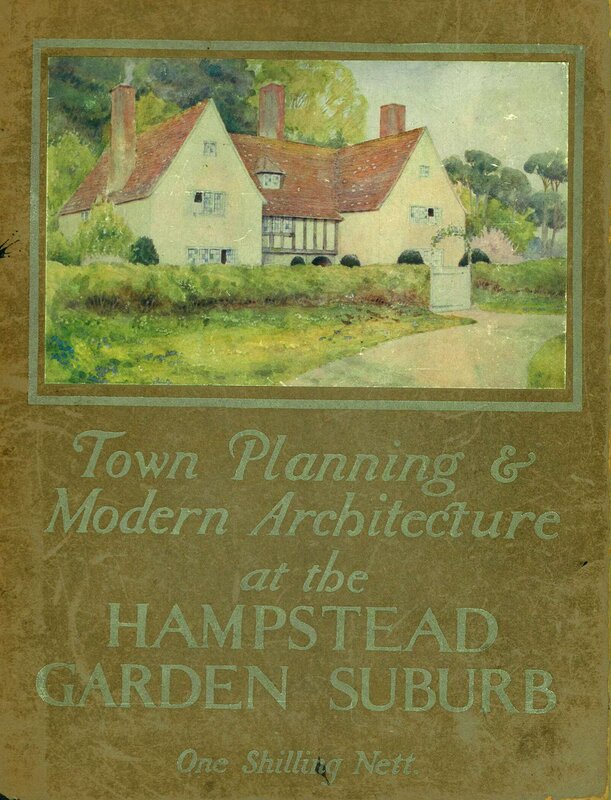 Town Planning &
Modern Architecture
at the
HAMPSTEAD
GARDEN SUBURB
One Shilling Nett.